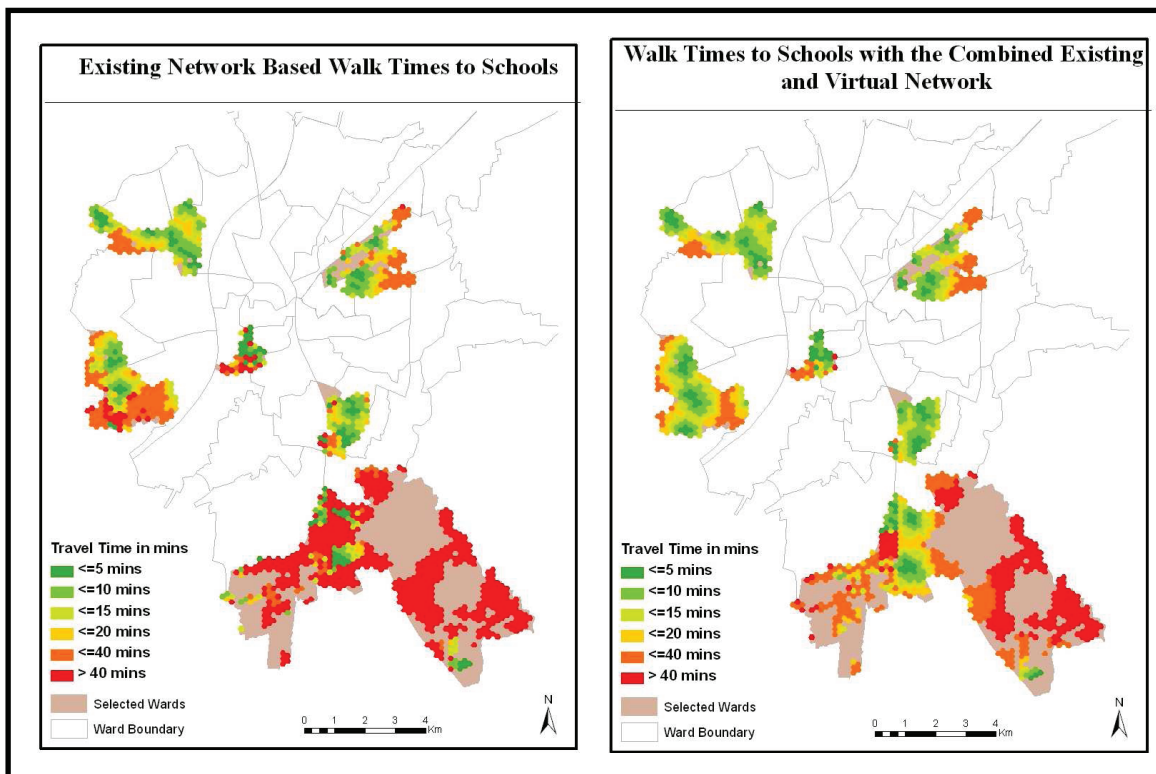 Existing Network Based Walk Times to Schools
Travel Time in mins
<=5 mins
<=10 mins
<=15 mins
<=20 mins
<=40 mins
> 40 mins
Selected Wards
Ward Boundary
0 1 2 3 4
Km
N
Walk Times to Schools with the Combined Existing
and Virtual Network
Travel Time in mins
<=5 mins
<=10 mins
<=15 mins
<=20 mins
<=40 mins
> 40 mins
Selected Wards
Ward Boundary
0 1 2 3 4
Km
N